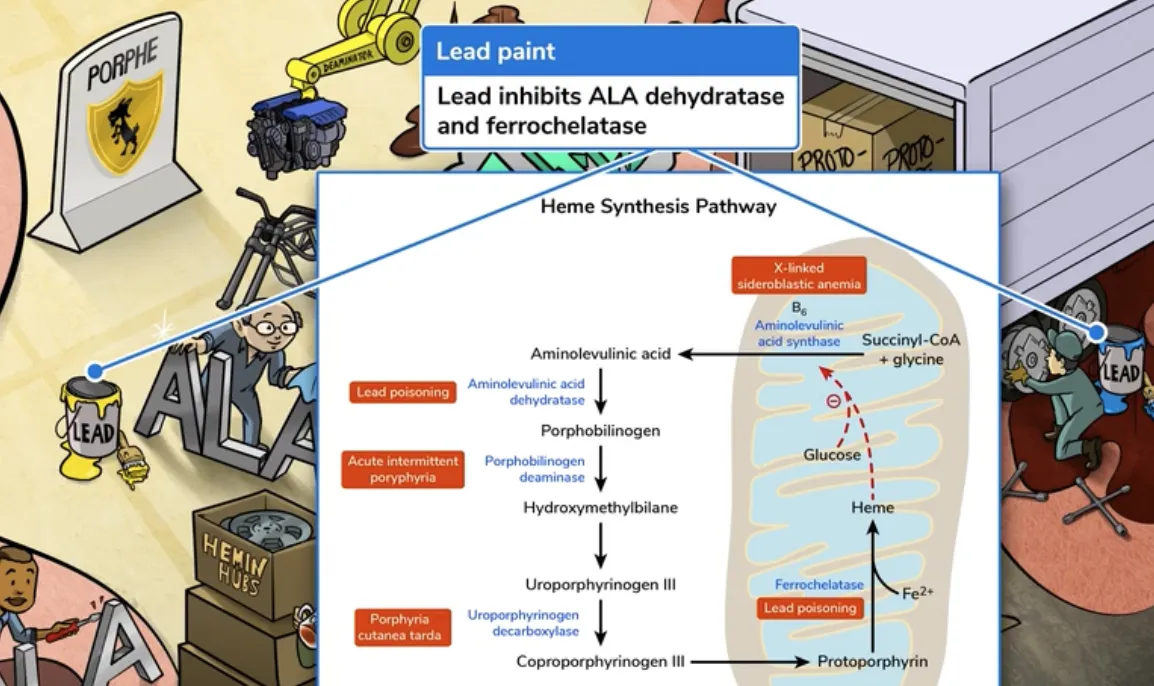 PORPHE
DEAMINATOR
Lead paint
Lead inhibits ALA dehydratase
and ferrochelatase
PROTO-
PROTO-
Heme Synthesis Pathway
X-linked
sideroblastic anemia
B6
Aminolevulinic
acid synthase
Succinyl-CoA
+ glycine
Aminolevulinic acid
Lead poisoning
Aminolevulinic acid
dehydratase
Porphobilinogen
Acute intermittent
poryphyria
Porphobilinogen
deaminase
Glucose
Hydroxymethylbilane
Heme
Uroporphyrinogen III
Ferrochelatase
Fe2+
Lead poisoning
Porphyria
cutanea tarda
Uroporphyrinogen
decarboxylase
Coproporphyrinogen III
Protoporphyrin
LEAD
ALA
LEAD
HEMIN
HUBS
LA